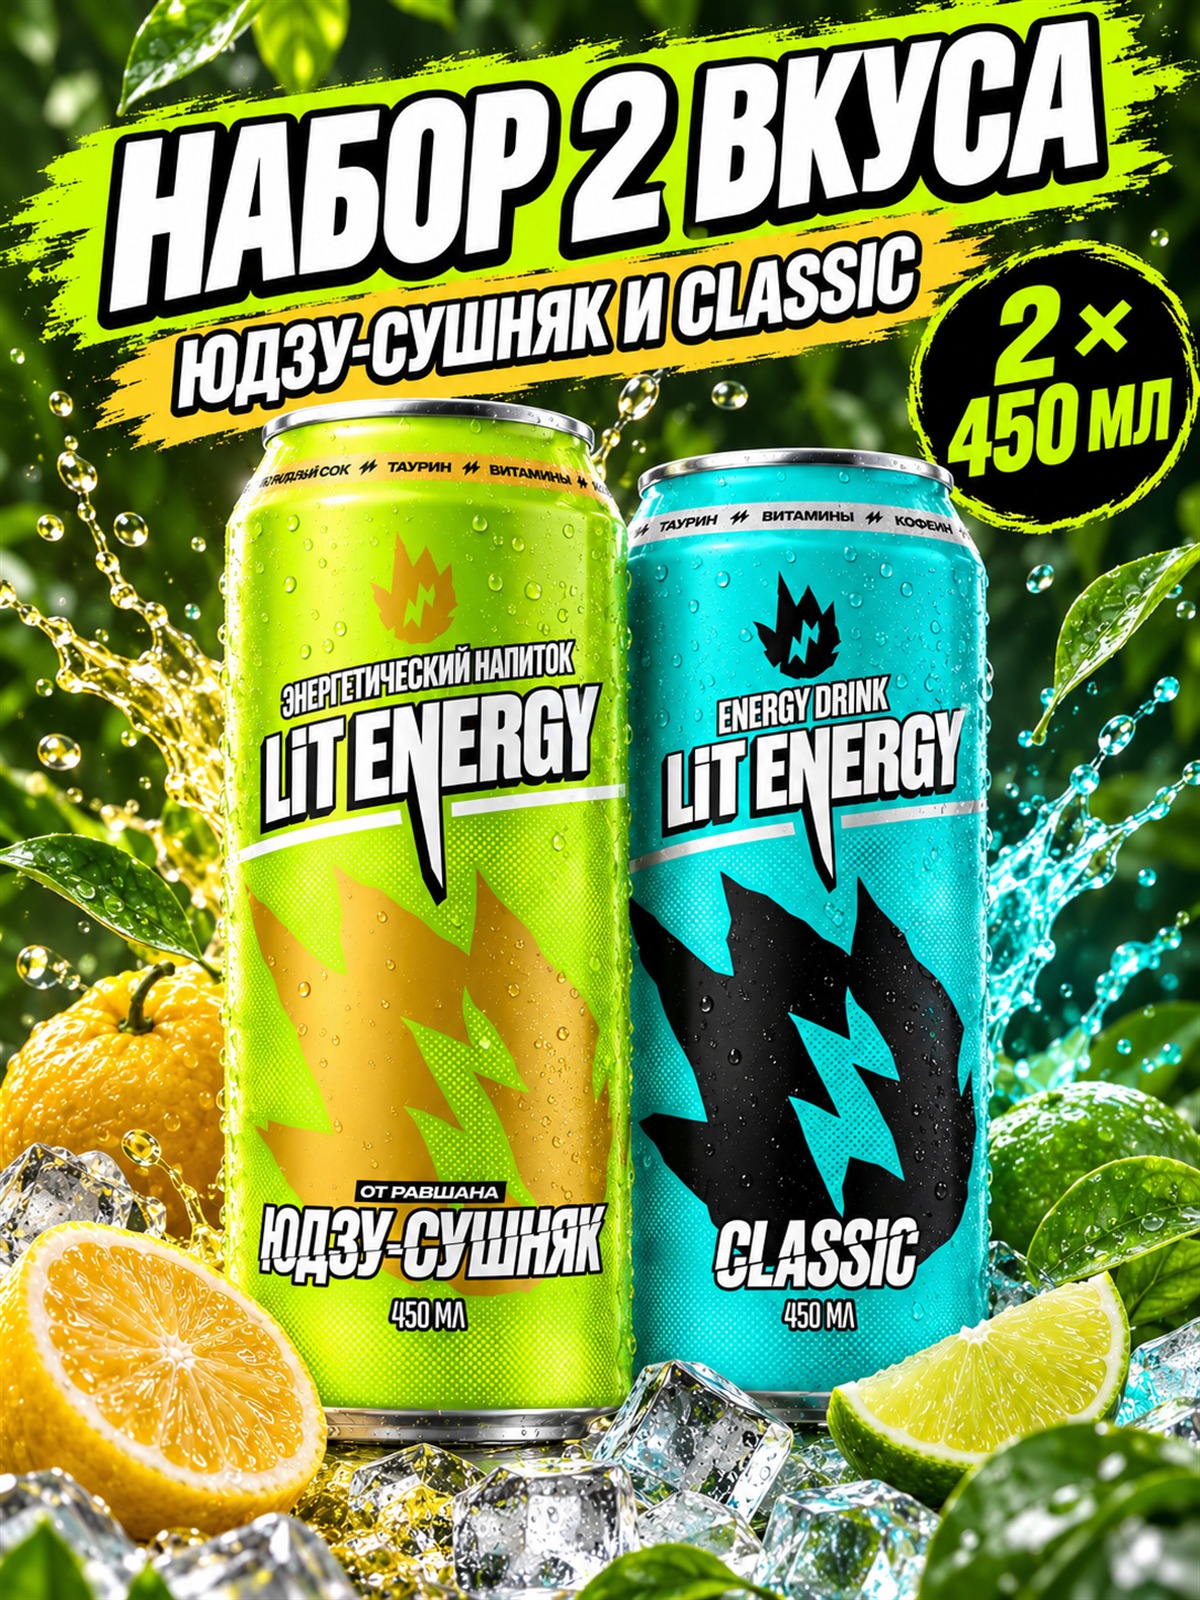 НАБОР 2 ВКУСА
ЮДЗУ-СУШНЯК И CLASSIC
2 ×
450 МЛ
СОК ТАУРИН ВИТАМИНЫ
ЭНЕРГЕТИЧЕСКИЙ НАПИТОК
LIT ENERGY
ОТ РАВШАНА
ЮДЗУ-СУШНЯК
450 МЛ
ТАУРИН ВИТАМИНЫ КОФЕИН
ENERGY DRINK
LIT ENERGY
CLASSIC
450 МЛ